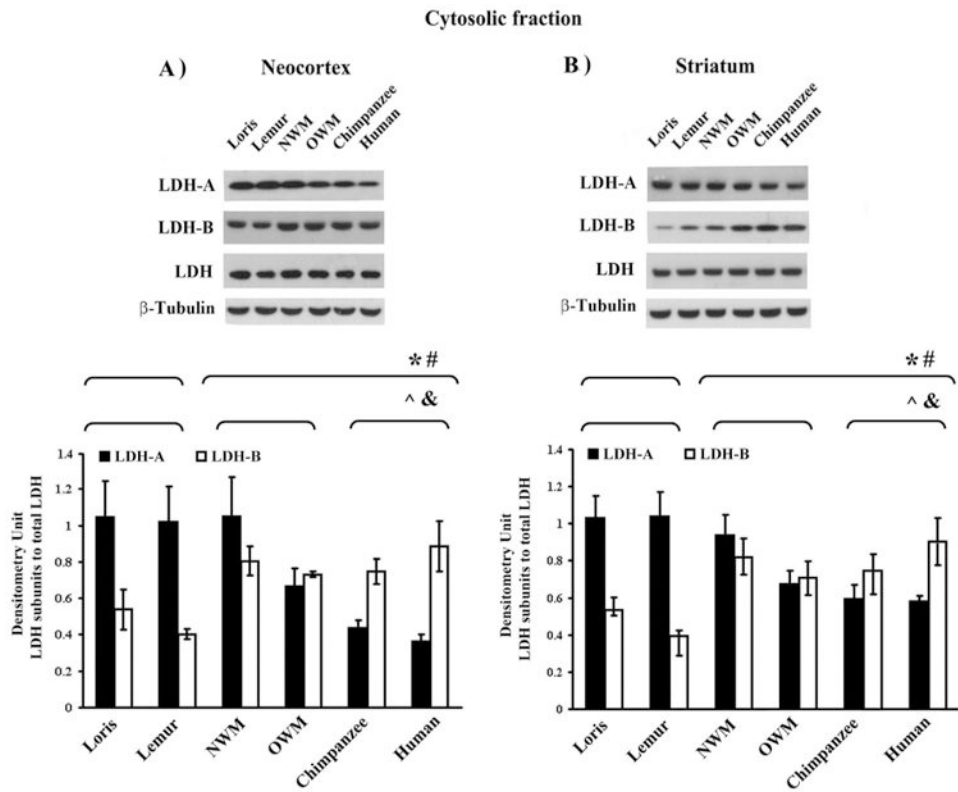 Cytosolic fraction
A) Neocortex
Loris Lemur NWM OWM Chimpanzee Human
LDH-A
LDH-B
LDH
β-Tubulin
* #
^ &
LDH-A LDH-B
Densitometry Unit
LDH subunits to total LDH
1.4
1.2
1
0.8
0.6
0.4
0.2
0
Loris Lemur NWM OWM Chimpanzee Human
B) Striatum
Loris Lemur NWM OWM Chimpanzee Human
LDH-A
LDH-B
LDH
β-Tubulin
* #
^ &
LDH-A LDH-B
Densitometry Unit
LDH subunits to total LDH
1.4
1.2
1
0.8
0.6
0.4
0.2
0
Loris Lemur NWM OWM Chimpanzee Human